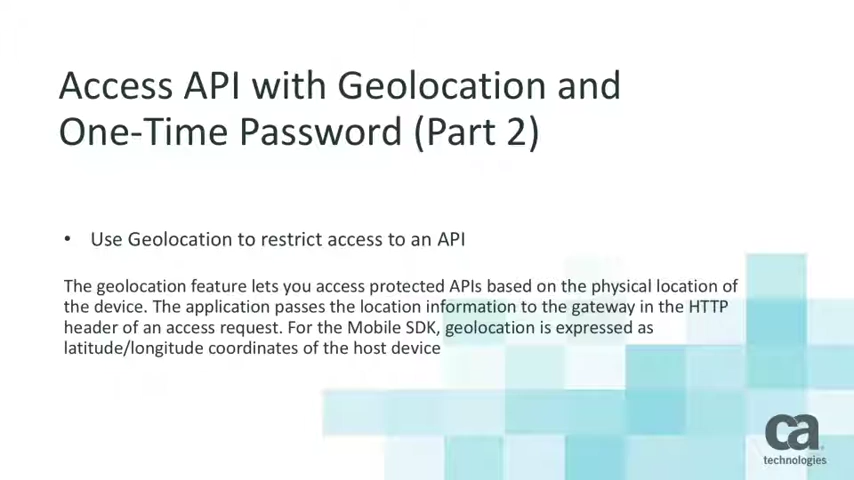 Access API with Geolocation and
One-Time Password (Part 2)
• Use Geolocation to restrict access to an API
The geolocation feature lets you access protected APIs based on the physical location of
the device. The application passes the location information to the gateway in the HTTP
header of an access request. For the Mobile SDK, geolocation is expressed as
latitude/longitude coordinates of the host device
ca
technologies